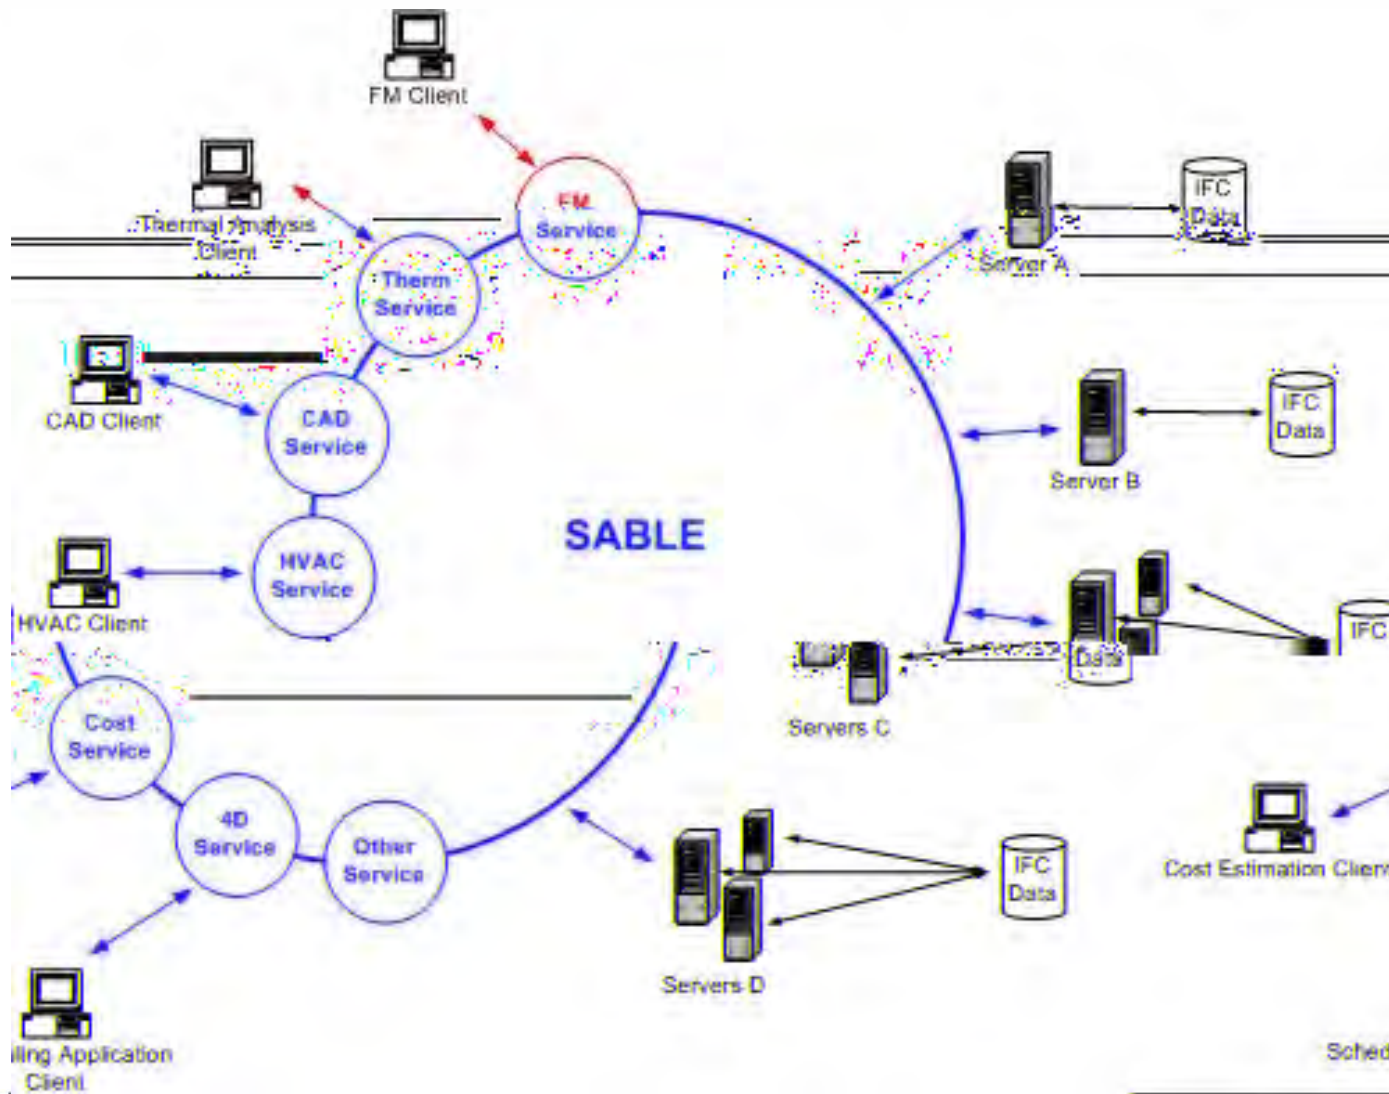 FM Client
FM
Service
Thermal Analysis
Client
Therm
Service
IFC
Data
Server A
CAD Client
CAD
Service
IFC
Data
Server B
SABLE
HVAC
Service
HVAC Client
IFC
Data
Servers C
Cost
Service
4D
Service
Other
Service
IFC
Data
Cost Estimation Client
Servers D
uling Application
Client
Sched